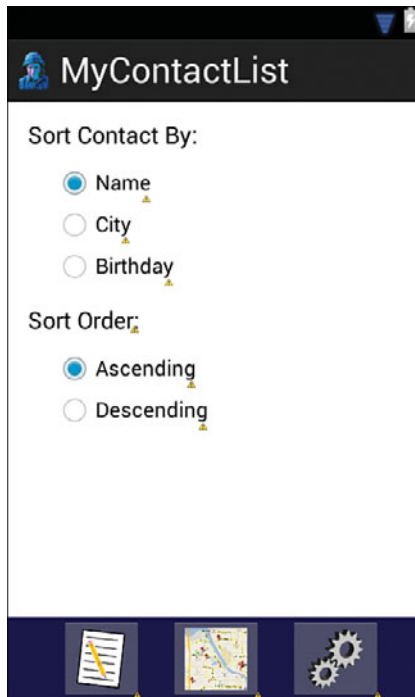 MyContactList
Sort Contact By:
Name
City
Birthday
Sort Order:
Ascending
Descending